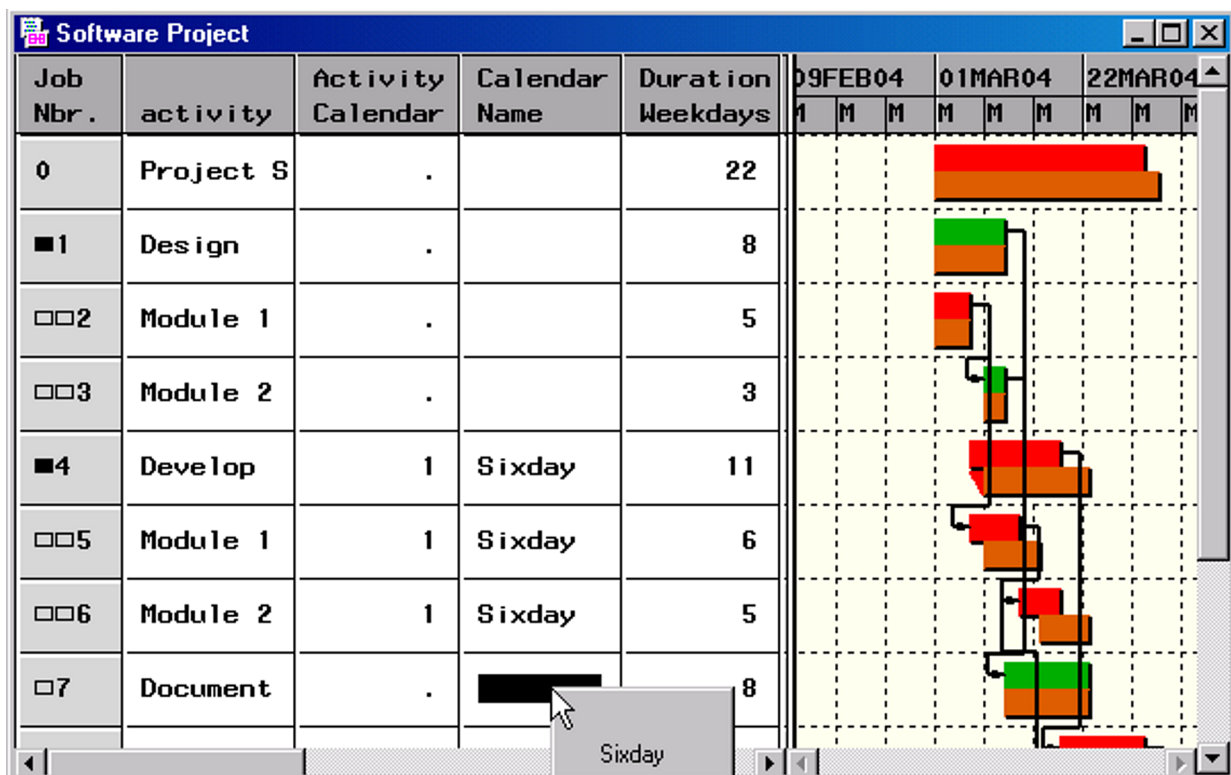 Software Project
Job Nbr. activity Activity Calendar Calendar Name Duration Weekdays 09FEB04 01MAR04 22MAR04
M M M M M M M M M
0 Project S . 22
1 Design . 8
2 Module 1 . 5
3 Module 2 . 3
4 Develop 1 Sixday 11
5 Module 1 1 Sixday 6
6 Module 2 1 Sixday 5
7 Document . 8
Sixday